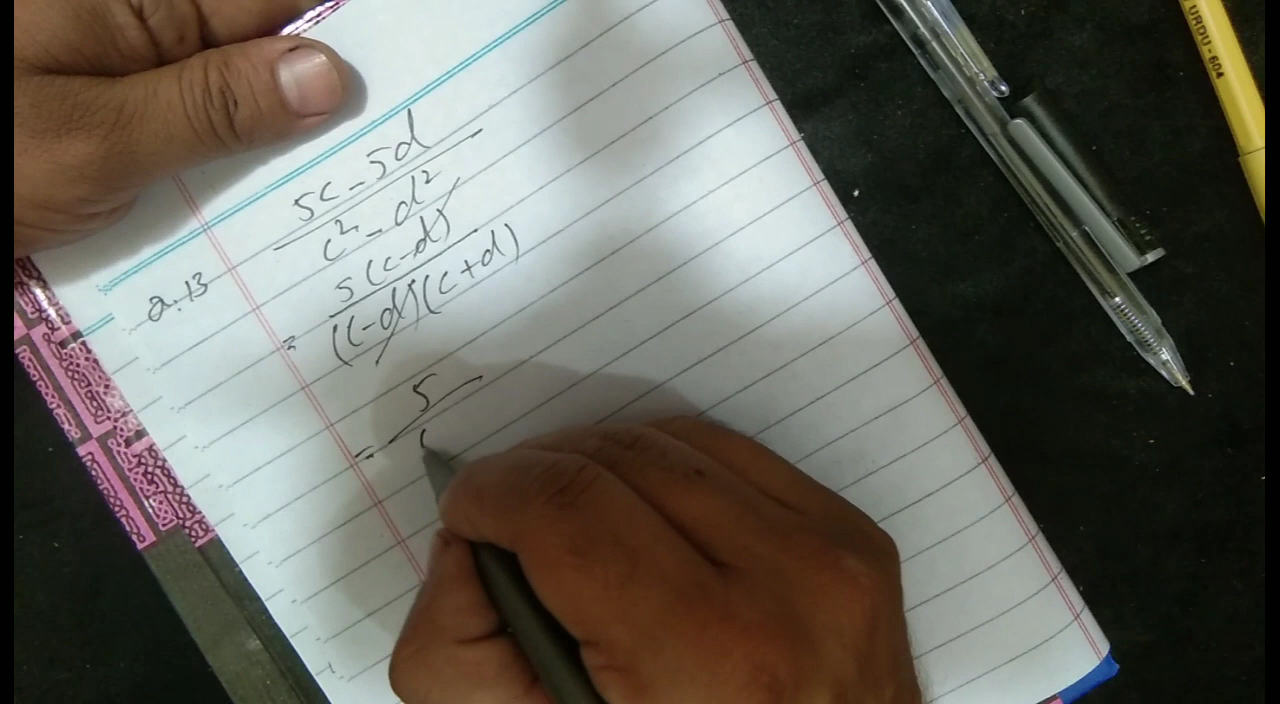 5c-5d
c²-d²
Q.13
= 5(c-d)
(c-d)(c+d)
= 5
(
URDU-604